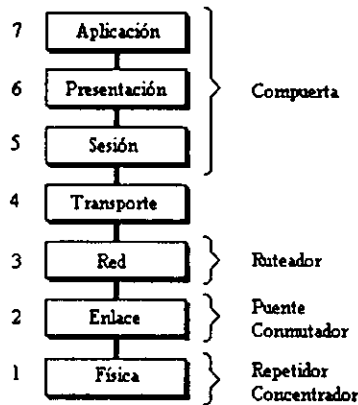 7 Aplicación
6 Presentación Compuerta
5 Sesión
4 Transporte
3 Red Ruteador
2 Enlace Puente
Conmutador
1 Física Repetidor
Concentrador